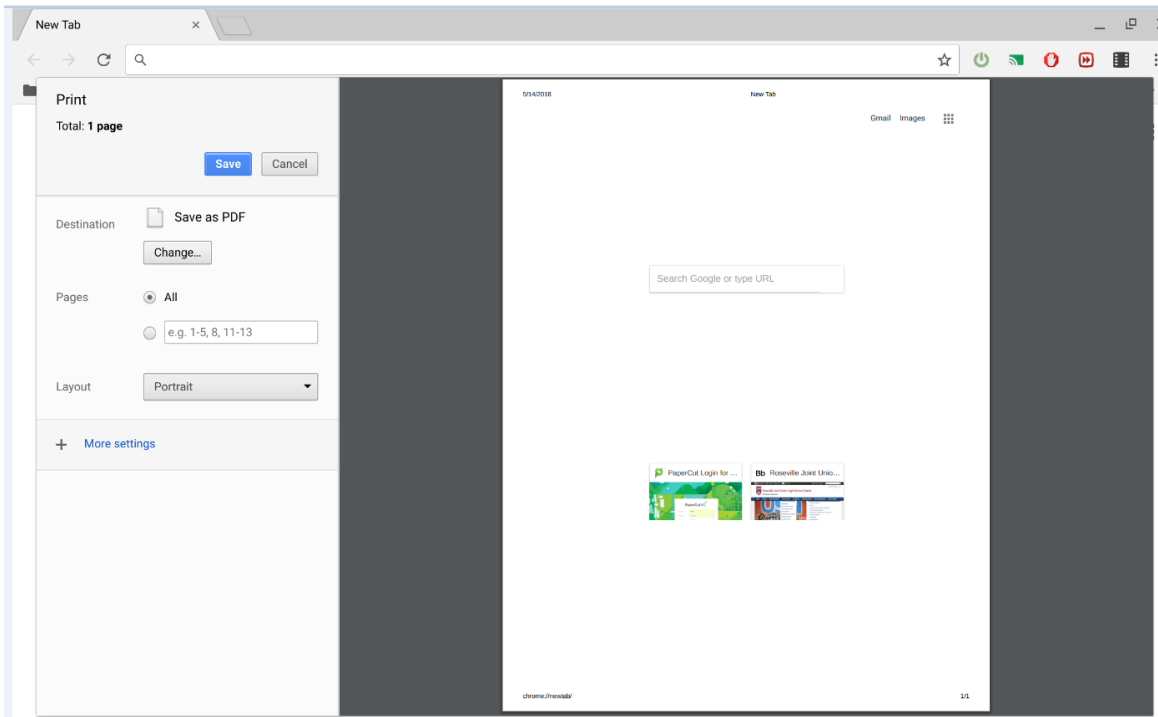 New Tab
Print
Total: 1 page
Save Cancel
Destination Save as PDF
Change...
Pages All
e.g. 1-5, 8, 11-13
Layout Portrait
More settings
5/14/2018 New Tab
Gmail Images
Search Google or type URL
PaperCut Login for ... Bb Roseville Joint Unio...
PaperCut
chrome://newtab/ 1/1